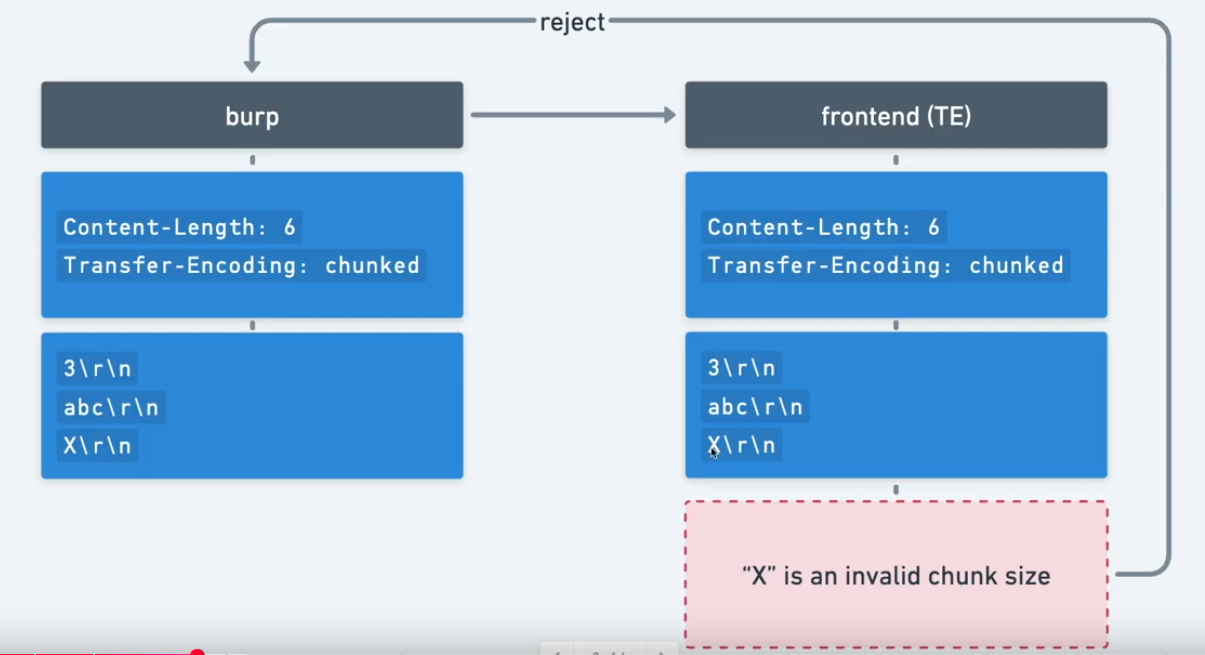 reject
burp
frontend (TE)
Content-Length: 6
Transfer-Encoding: chunked
Content-Length: 6
Transfer-Encoding: chunked
3\r\n
abc\r\n
X\r\n
3\r\n
abc\r\n
X\r\n
“X” is an invalid chunk size